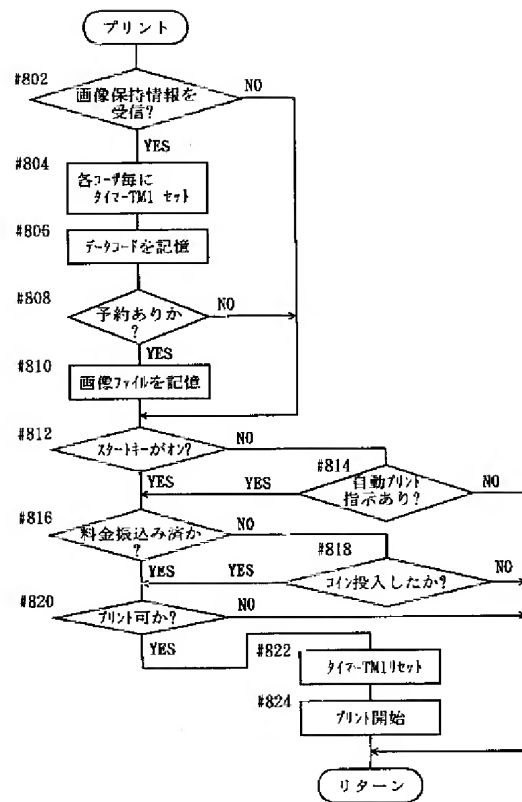 プリント
#802
画像保持情報を
受信?
NO
YES
#804
各ユーザ毎に
タイマーTM1 セット
#806
データコードを記憶
#808
予約ありか
?
NO
YES
#810
画像ファイルを記憶
#812
スタートキーがオン?
NO
YES
#814
自動プリント
指示あり?
YES
NO
#816
料金振込み済か
?
NO
YES
#818
コイン投入したか?
YES
NO
#820
プリント可か?
NO
YES
#822
タイマーTM1リセット
#824
プリント開始
リターン